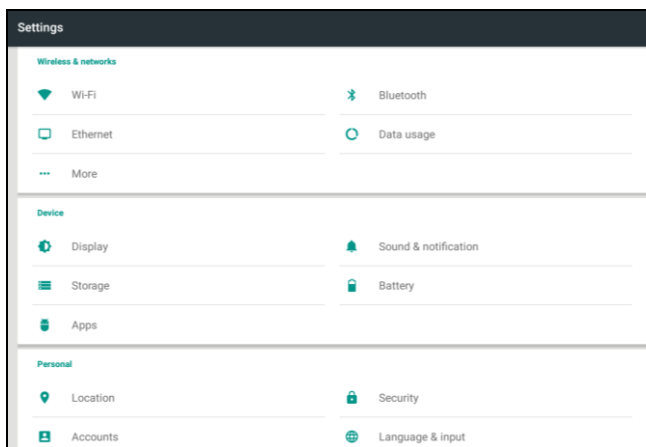 Settings
Wireless & networks
Wi-Fi
Bluetooth
Ethernet
Data usage
More
Device
Display
Sound & notification
Storage
Battery
Apps
Personal
Location
Security
Accounts
Language & input